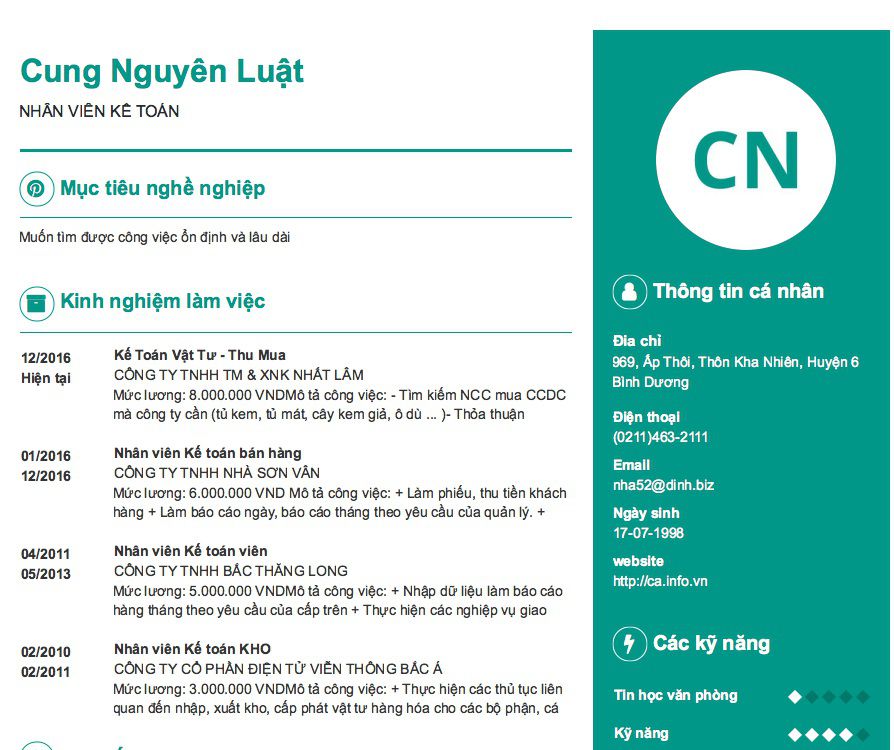 Cung Nguyên Luật
NHÂN VIÊN KẾ TOÁN
Mục tiêu nghề nghiệp
Muốn tìm được công việc ổn định và lâu dài
Kinh nghiệm làm việc
12/2016
Hiện tại
Kế Toán Vật Tư - Thu Mua
CÔNG TY TNHH TM & XNK NHẤT LÂM
Mức lương: 8.000.000 VNDMô tả công việc: - Tìm kiếm NCC mua CCDC
mà công ty cần (tủ kem, tủ mát, cây kem giả, ô dù ... )- Thỏa thuận
01/2016
12/2016
Nhân viên Kế toán bán hàng
CÔNG TY TNHH NHÀ SƠN VÂN
Mức lương: 6.000.000 VND Mô tả công việc: + Làm phiếu, thu tiền khách
hàng + Làm báo cáo ngày, báo cáo tháng theo yêu cầu của quản lý. +
04/2011
05/2013
Nhân viên Kế toán viên
CÔNG TY TNHH BẮC THĂNG LONG
Mức lương: 5.000.000 VNDMô tả công việc: + Nhập dữ liệu làm báo cáo
hàng tháng theo yêu cầu của cấp trên + Thực hiện các nghiệp vụ giao
02/2010
02/2011
Nhân viên Kế toán KHO
CÔNG TY CỔ PHẦN ĐIỆN TỬ VIỄN THÔNG BẮC Á
Mức lương: 3.000.000 VNDMô tả công việc: + Thực hiện các thủ tục liên
quan đến nhập, xuất kho, cấp phát vật tư hàng hóa cho các bộ phận, cá
CN
Thông tin cá nhân
Địa chỉ
969, Ấp Thôi, Thôn Kha Nhiên, Huyện 6
Bình Dương
Điện thoại
(0211)463-2111
Email
nha52@dinh.biz
Ngày sinh
17-07-1998
website
http://ca.info.vn
Các kỹ năng
Tin học văn phòng
Kỹ năng